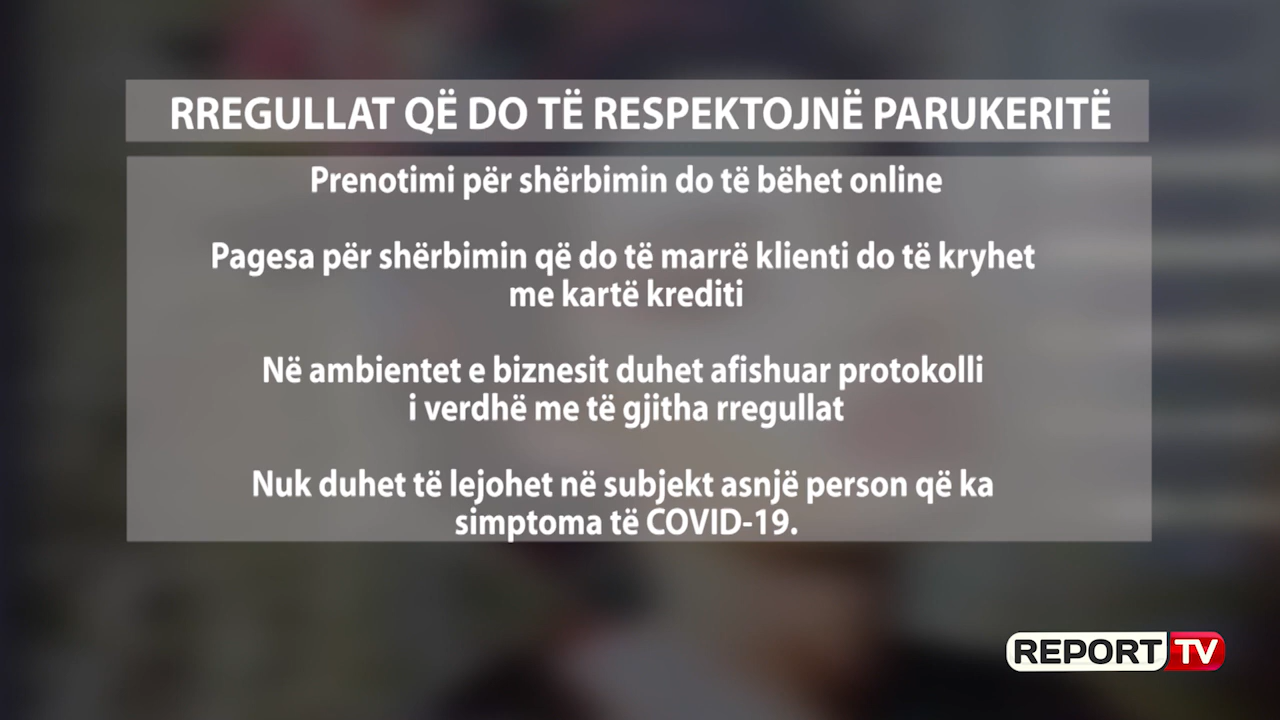 RREGULLAT QË DO TË RESPEKTOJNË PARUKERITË
Prenotimi për shërbimin do të bëhet online
Pagesa për shërbimin që do të marrë klienti do të kryhet
me kartë krediti
Në ambientet e biznesit duhet afishuar protokolli
i verdhë me të gjitha rregullat
Nuk duhet të lejohet në subjekt asnjë person që ka
simptoma të COVID-19.
REPORT TV